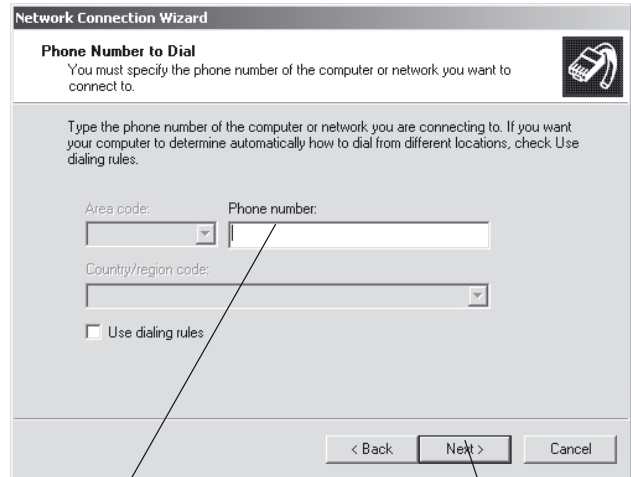 Network Connection Wizard
Phone Number to Dial
You must specify the phone number of the computer or network you want to
connect to.
Type the phone number of the computer or network you are connecting to. If you want
your computer to determine automatically how to dial from different locations, check Use
dialing rules.
Area code: Phone number:
Country/region code:
Use dialing rules
< Back Next > Cancel